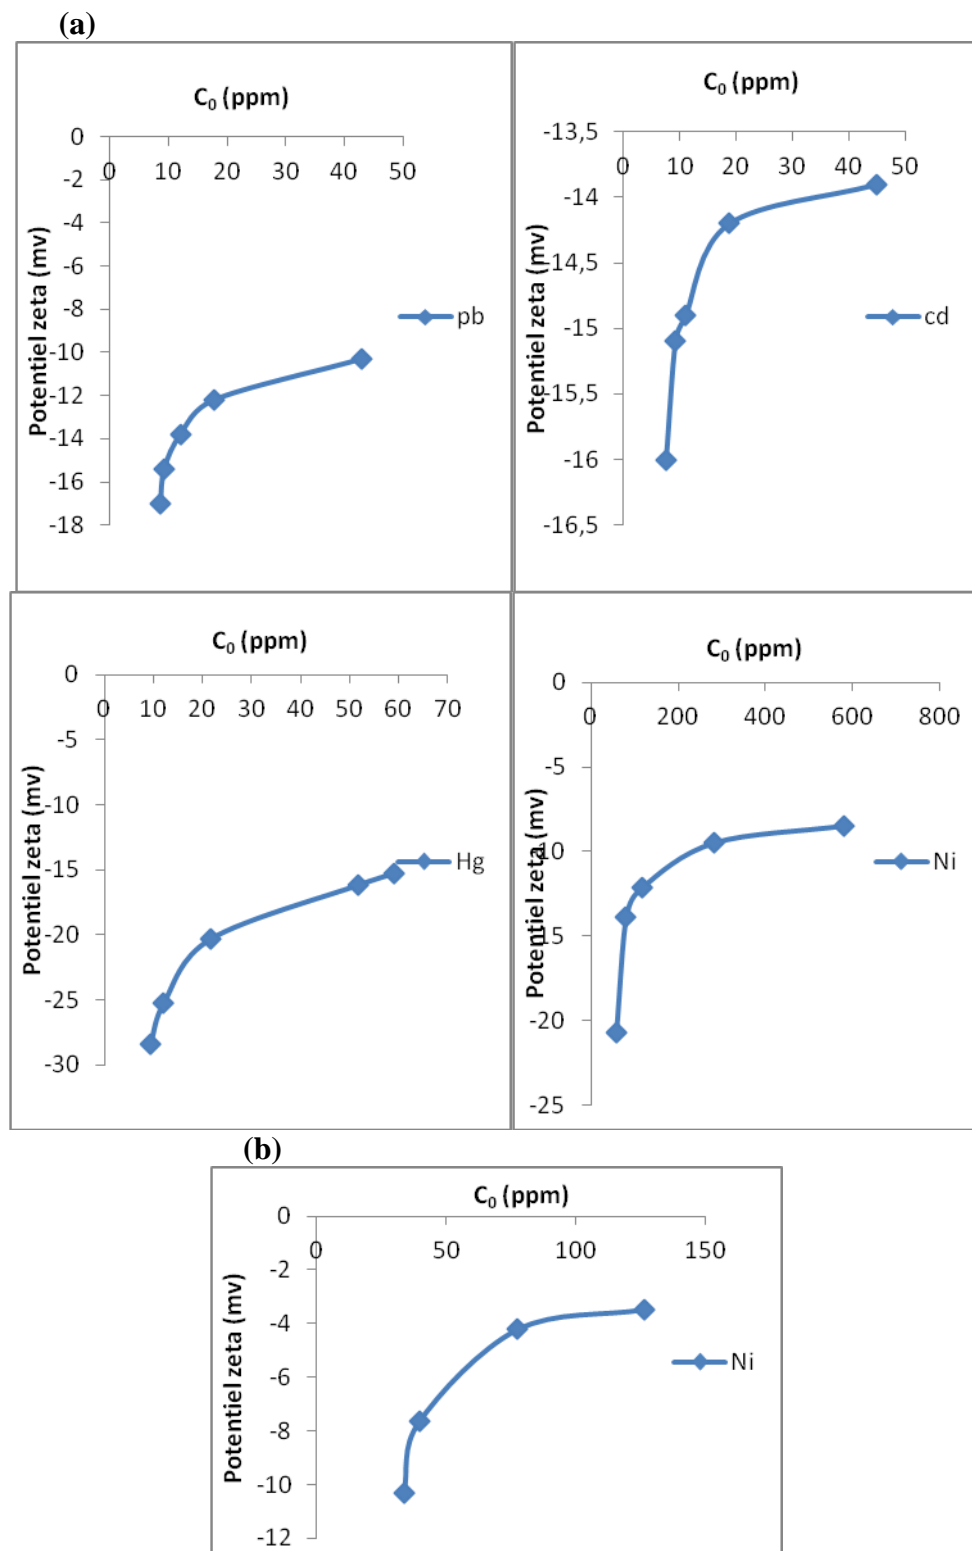 (a)
C₀ (ppm)
0
0 10 20 30 40 50
-2
-4
-6
-8
-10
-12
-14
-16
-18
Potentiel zeta (mv)
pb
C₀ (ppm)
-13,5
0 10 20 30 40 50
-14
-14,5
-15
-15,5
-16
-16,5
Potentiel zeta (mv)
cd
C₀ (ppm)
0
0 10 20 30 40 50 60 70
-5
-10
-15
-20
-25
-30
Potentiel zeta (mv)
Hg
C₀ (ppm)
0
0 200 400 600 800
-5
-10
-15
-20
-25
Potentiel zeta (mv)
Ni
(b)
C₀ (ppm)
0
0 50 100 150
-2
-4
-6
-8
-10
-12
Potentiel zeta (mv)
Ni